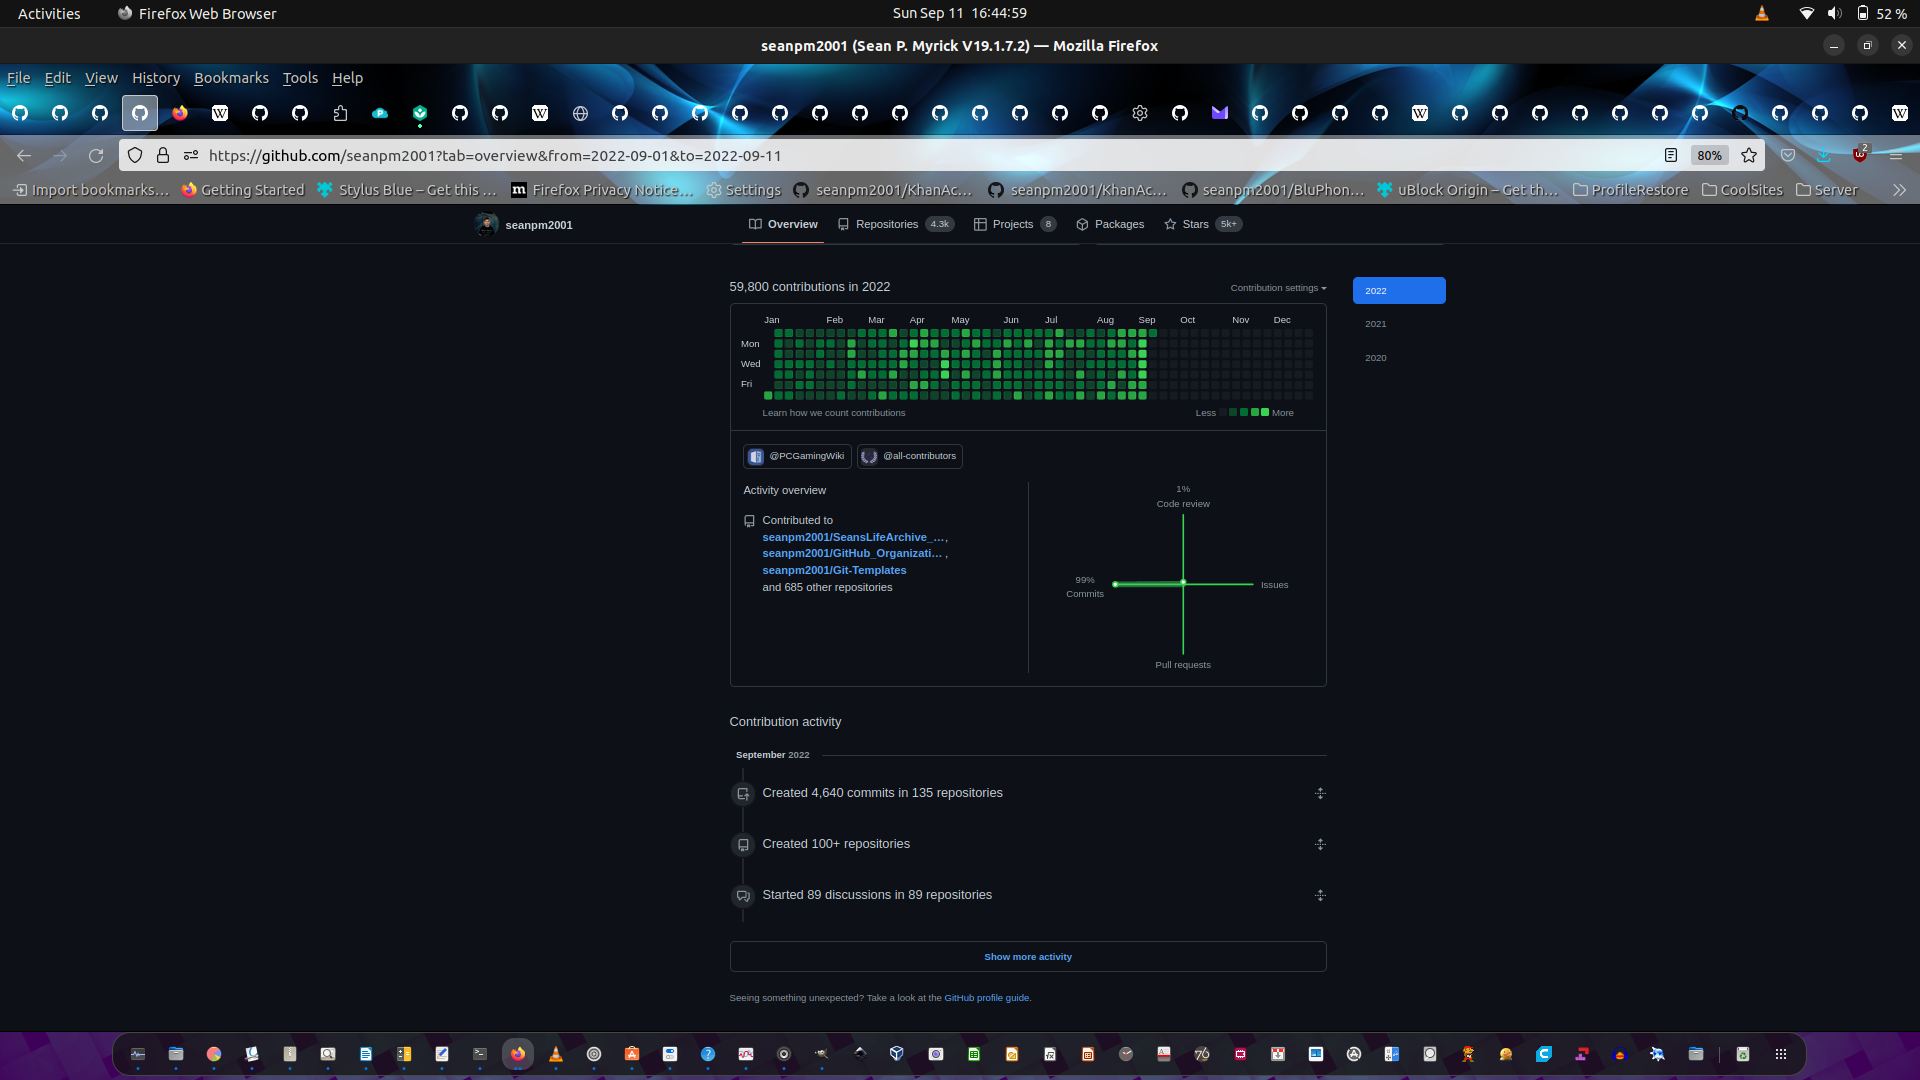 Activities
Firefox Web Browser
Sun Sep 11 16:44:59
52 %
seanpm2001 (Sean P. Myrick V19.1.7.2) — Mozilla Firefox
File Edit View History Bookmarks Tools Help
https://github.com/seanpm2001?tab=overview&from=2022-09-01&to=2022-09-11
80%
2
Import bookmarks…
Getting Started
Stylus Blue – Get this …
Firefox Privacy Notice…
Settings
seanpm2001/KhanAc…
seanpm2001/KhanAc…
seanpm2001/BluPhon…
uBlock Origin – Get th…
ProfileRestore
CoolSites
Server
seanpm2001
Overview
Repositories 4.3k
Projects 8
Packages
Stars 5k+
59,800 contributions in 2022
Contribution settings
2022
2021
2020
Jan Feb Mar Apr May Jun Jul Aug Sep Oct Nov Dec
Mon
Wed
Fri
Learn how we count contributions
Less More
@PCGamingWiki
@all-contributors
Activity overview
Contributed to
seanpm2001/SeansLifeArchive_…,
seanpm2001/GitHub_Organizati… ,
seanpm2001/Git-Templates
and 685 other repositories
1%
Code review
99%
Commits
Issues
Pull requests
Contribution activity
September 2022
Created 4,640 commits in 135 repositories
Created 100+ repositories
Started 89 discussions in 89 repositories
Show more activity
Seeing something unexpected? Take a look at the GitHub profile guide.